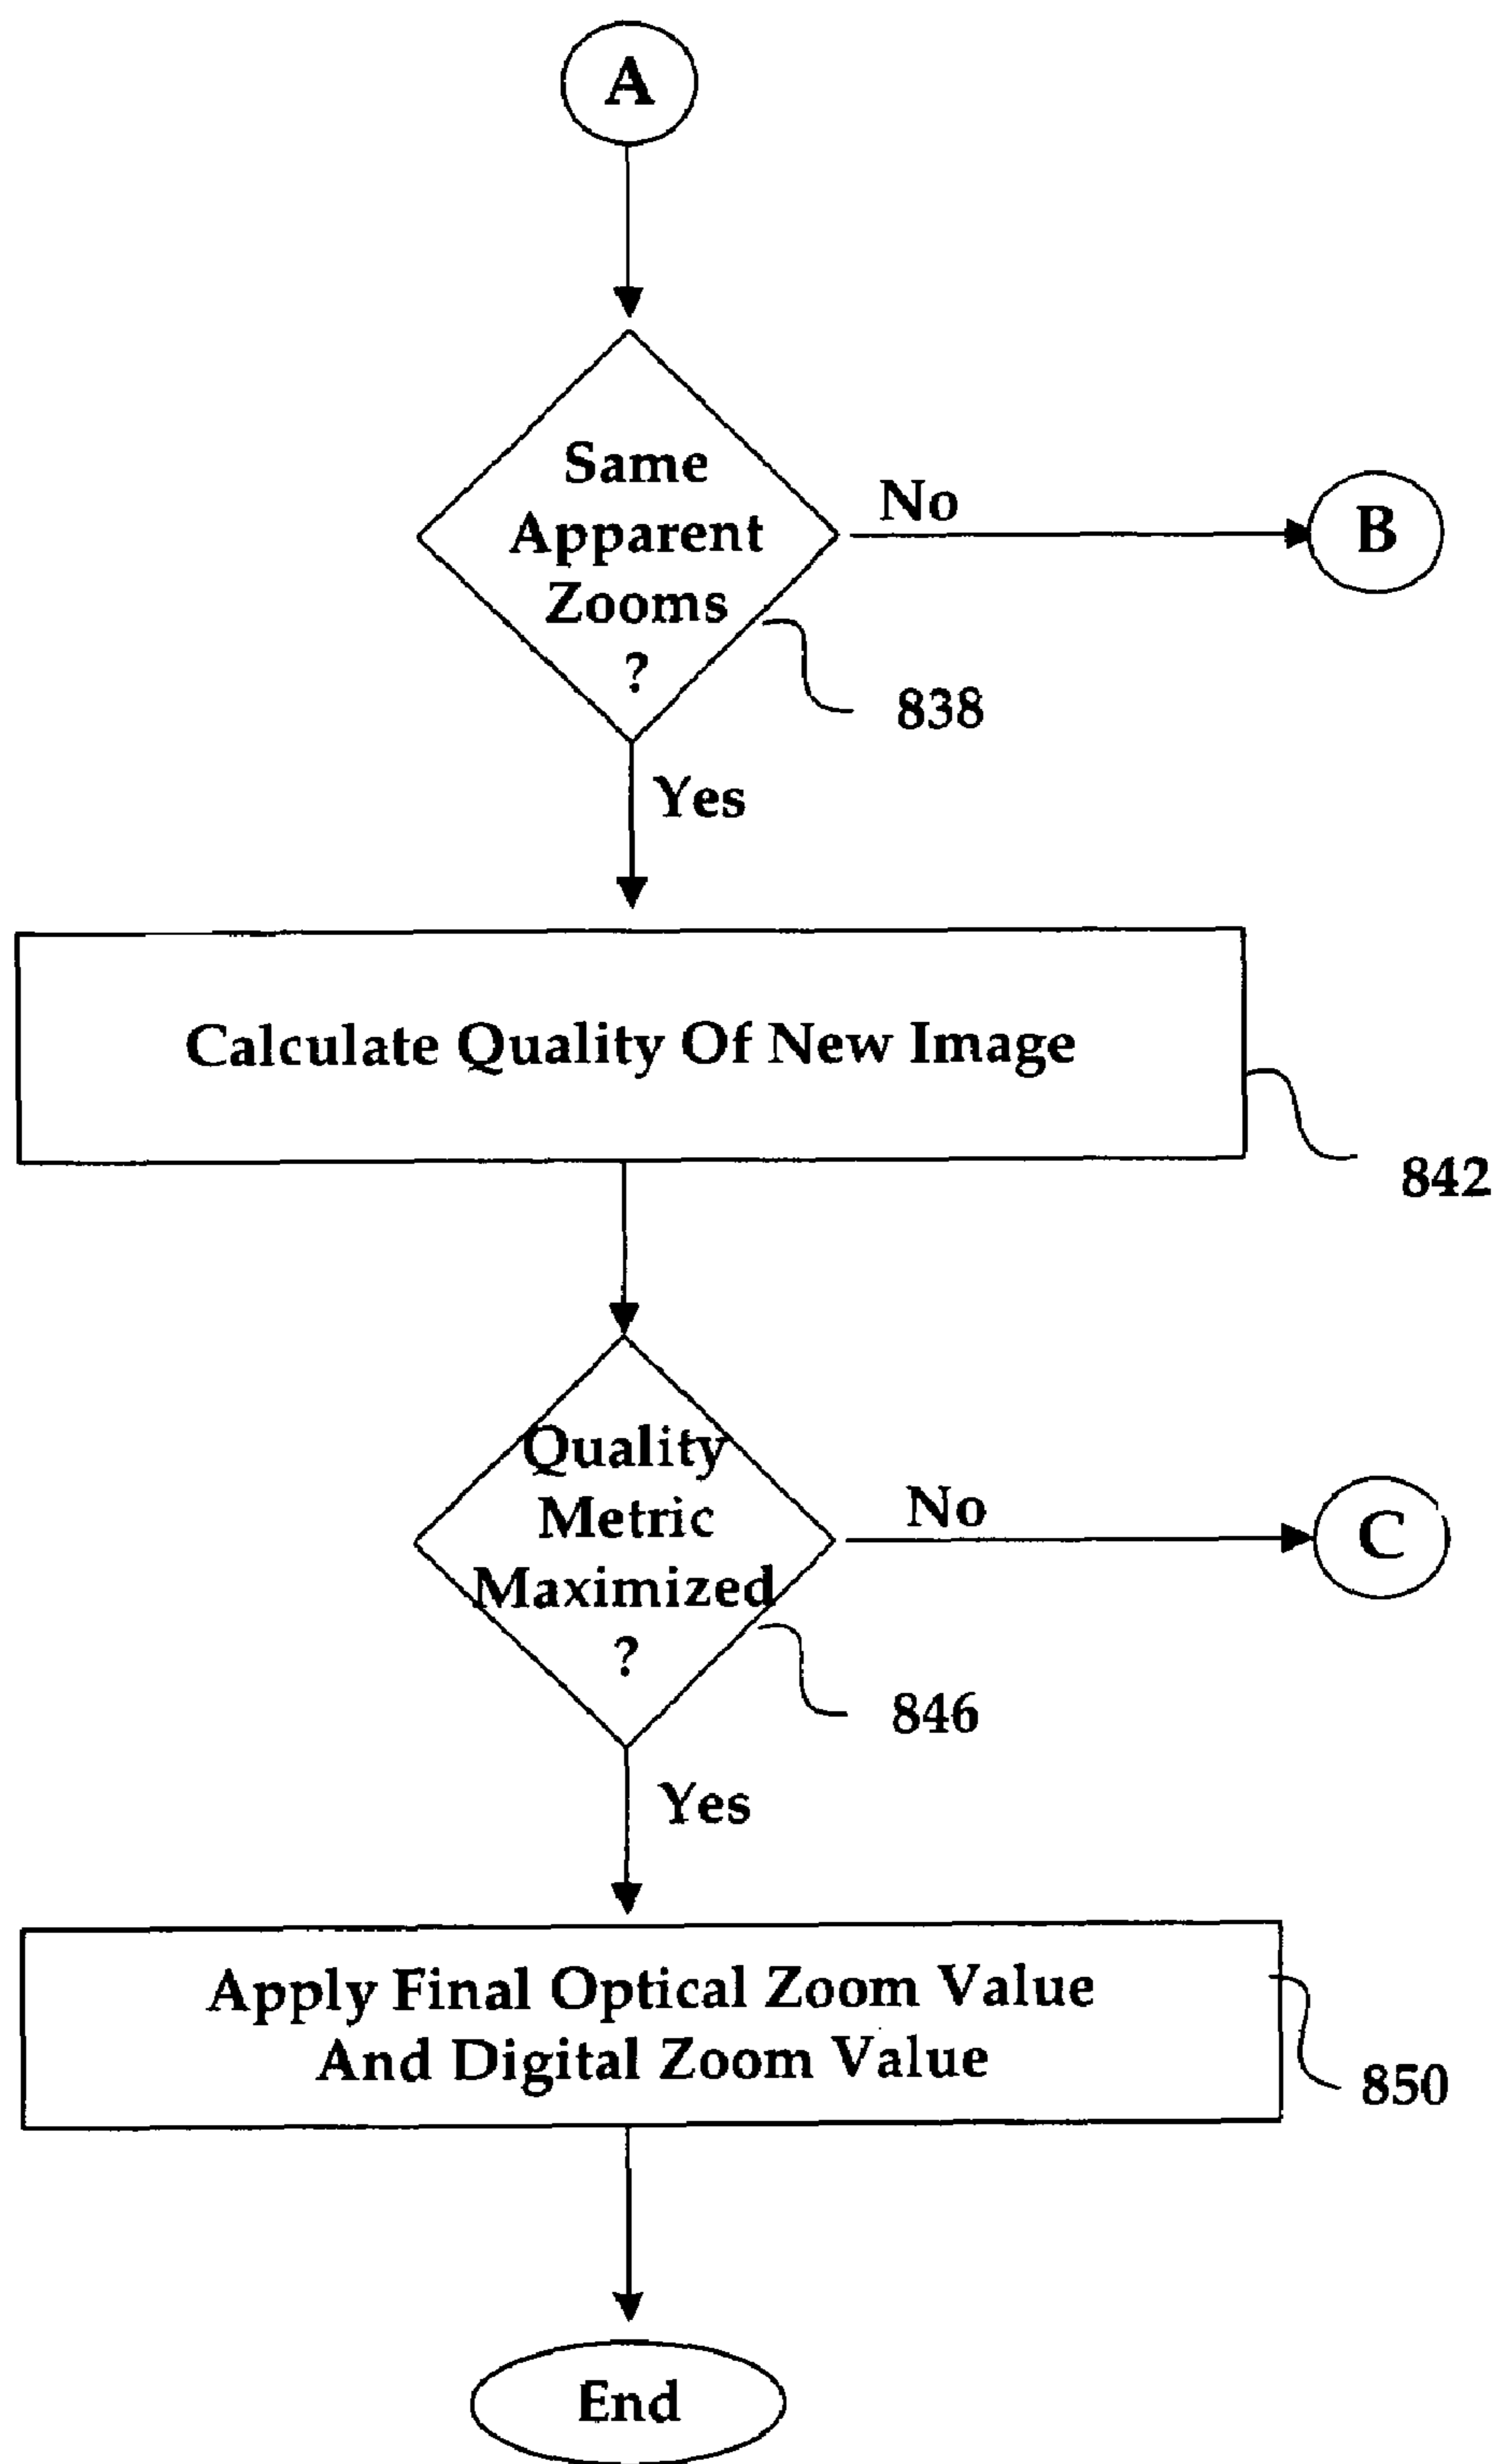 A
Same
Apparent
Zooms
?
No
B
838
Yes
Calculate Quality Of New Image
842
Quality
Metric
Maximized
?
No
C
846
Yes
Apply Final Optical Zoom Value
And Digital Zoom Value
850
End